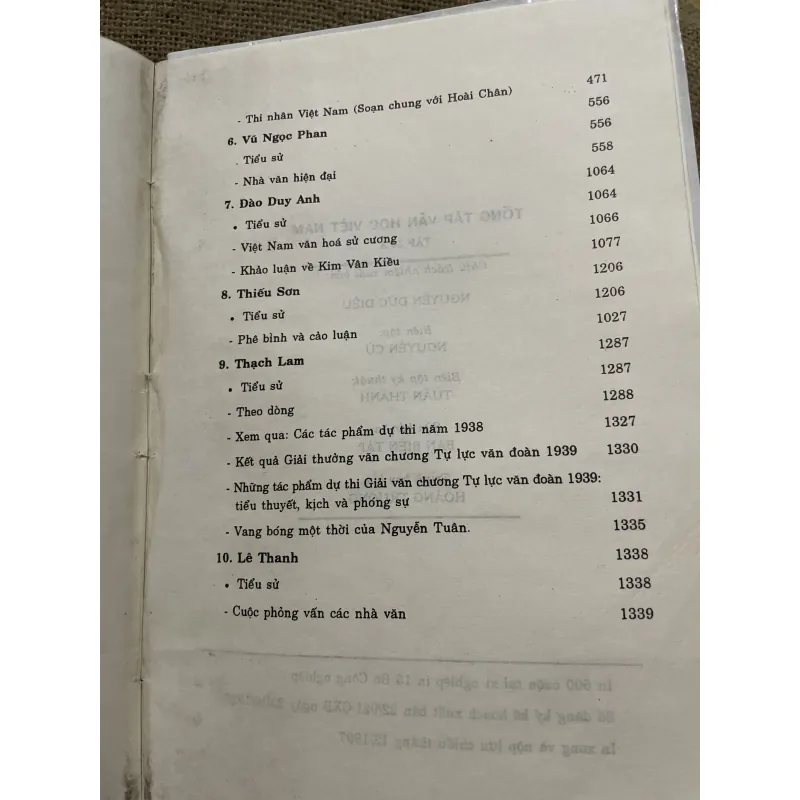 - Thi nhân Việt Nam (Soạn chung với Hoài Chân) 471
6. Vũ Ngọc Phan 556
. Tiểu sử 556
- Nhà văn hiện đại 558
7. Đào Duy Anh 1064
• Tiểu sử 1064
- Việt Nam văn hoá sử cương 1066
- Khảo luận về Kim Vân Kiều 1077
8. Thiếu Sơn 1206
• Tiểu sử 1206
- Phê bình và cảo luận 1027
9. Thạch Lam 1287
• Tiểu sử 1287
- Theo dòng 1288
- Xem qua: Các tác phẩm dự thi năm 1938 1327
- Kết quả Giải thưởng văn chương Tự lực văn đoàn 1939 1330
- Những tác phẩm dự thi Giải văn chương Tự lực văn đoàn 1939:
tiểu thuyết, kịch và phóng sự 1331
- Vang bóng một thời của Nguyễn Tuân. 1335
10. Lê Thanh 1338
• Tiểu sử 1338
- Cuộc phỏng vấn các nhà văn 1339